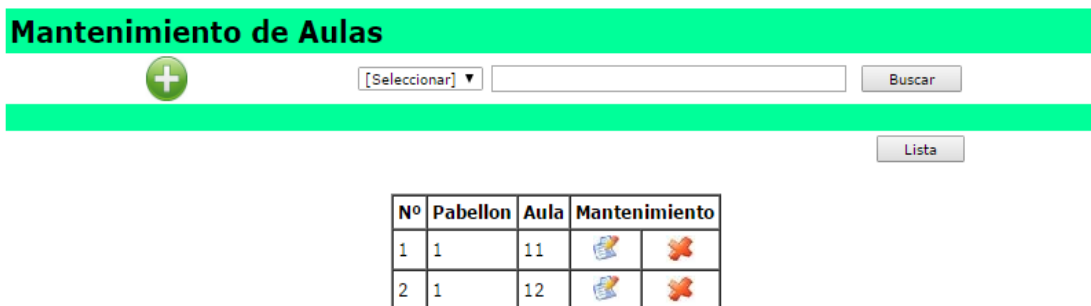 Mantenimiento de Aulas
[Seleccionar] Buscar
Lista
Nº Pabellon Aula Mantenimiento
1 1 11
2 1 12